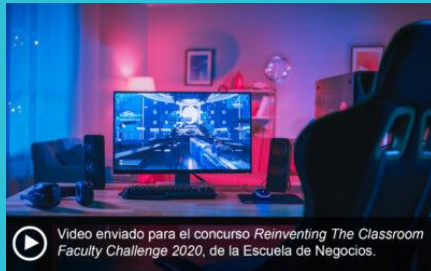 Video enviado para el concurso Reinventing The Classroom
Faculty Challenge 2020, de la Escuela de Negocios.